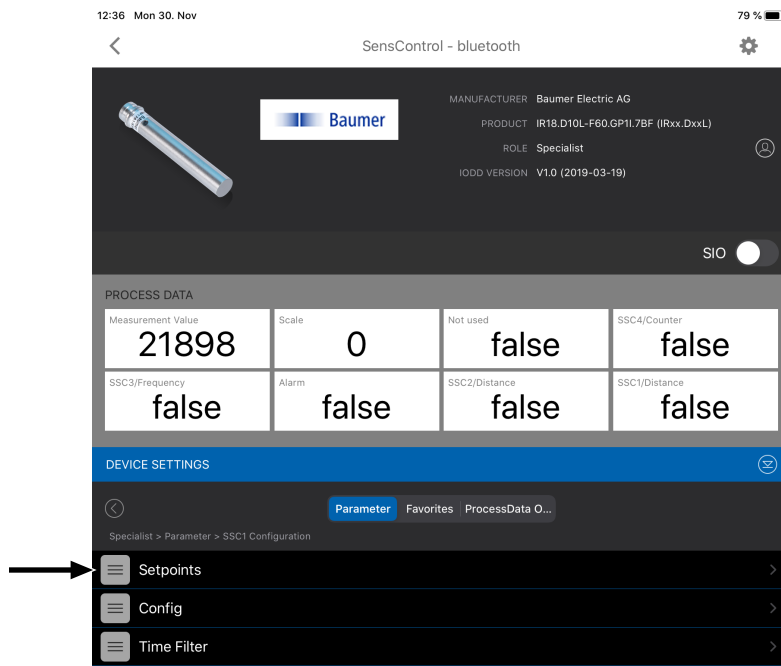 12:36 Mon 30. Nov 79 %
SensControl - bluetooth
Baumer
MANUFACTURER Baumer Electric AG
PRODUCT IR18.D10L-F60.GP1I.7BF (IRxx.DxxL)
ROLE Specialist
IODD VERSION V1.0 (2019-03-19)
SIO
PROCESS DATA
Measurement Value Scale Not used SSC4/Counter
21898 0 false false
SSC3/Frequency Alarm SSC2/Distance SSC1/Distance
false false false false
DEVICE SETTINGS
Parameter Favorites ProcessData O...
Specialist > Parameter > SSC1 Configuration
Setpoints
Config
Time Filter